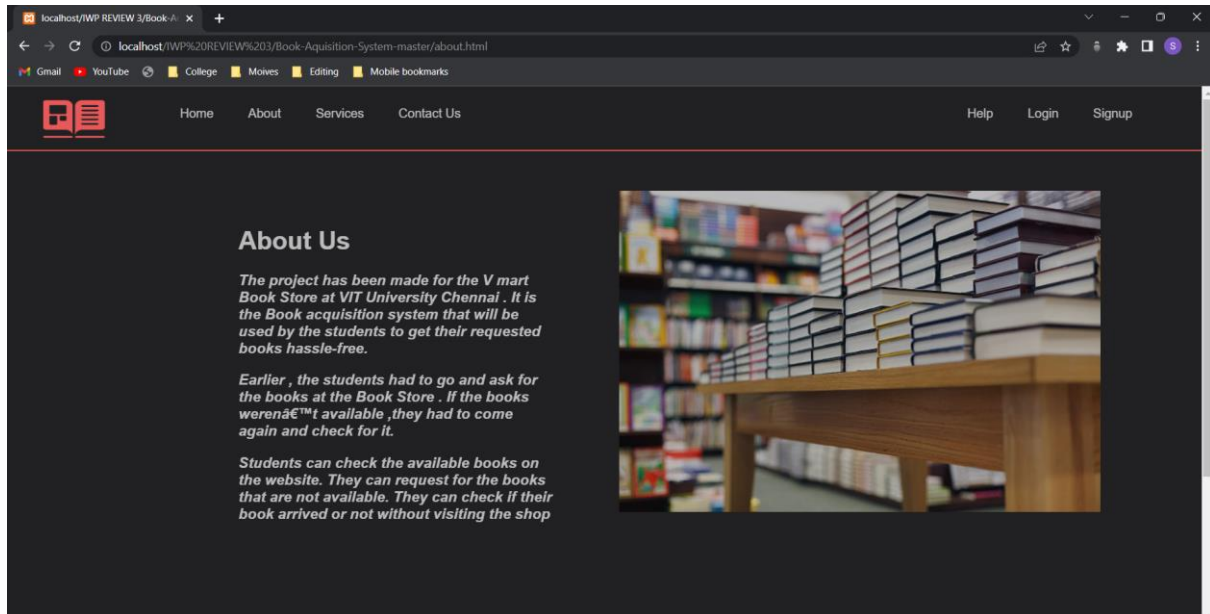 localhost/IWP REVIEW 3/Book-A
localhost/IWP%20REVIEW%203/Book-Aquisition-System-master/about.html
Gmail YouTube College Moives Editing Mobile bookmarks
S
Home About Services Contact Us Help Login Signup
About Us
The project has been made for the V mart
Book Store at VIT University Chennai . It is
the Book acquisition system that will be
used by the students to get their requested
books hassle-free.
Earlier , the students had to go and ask for
the books at the Book Store . If the books
werenâ€™t available ,they had to come
again and check for it.
Students can check the available books on
the website. They can request for the books
that are not available. They can check if their
book arrived or not without visiting the shop